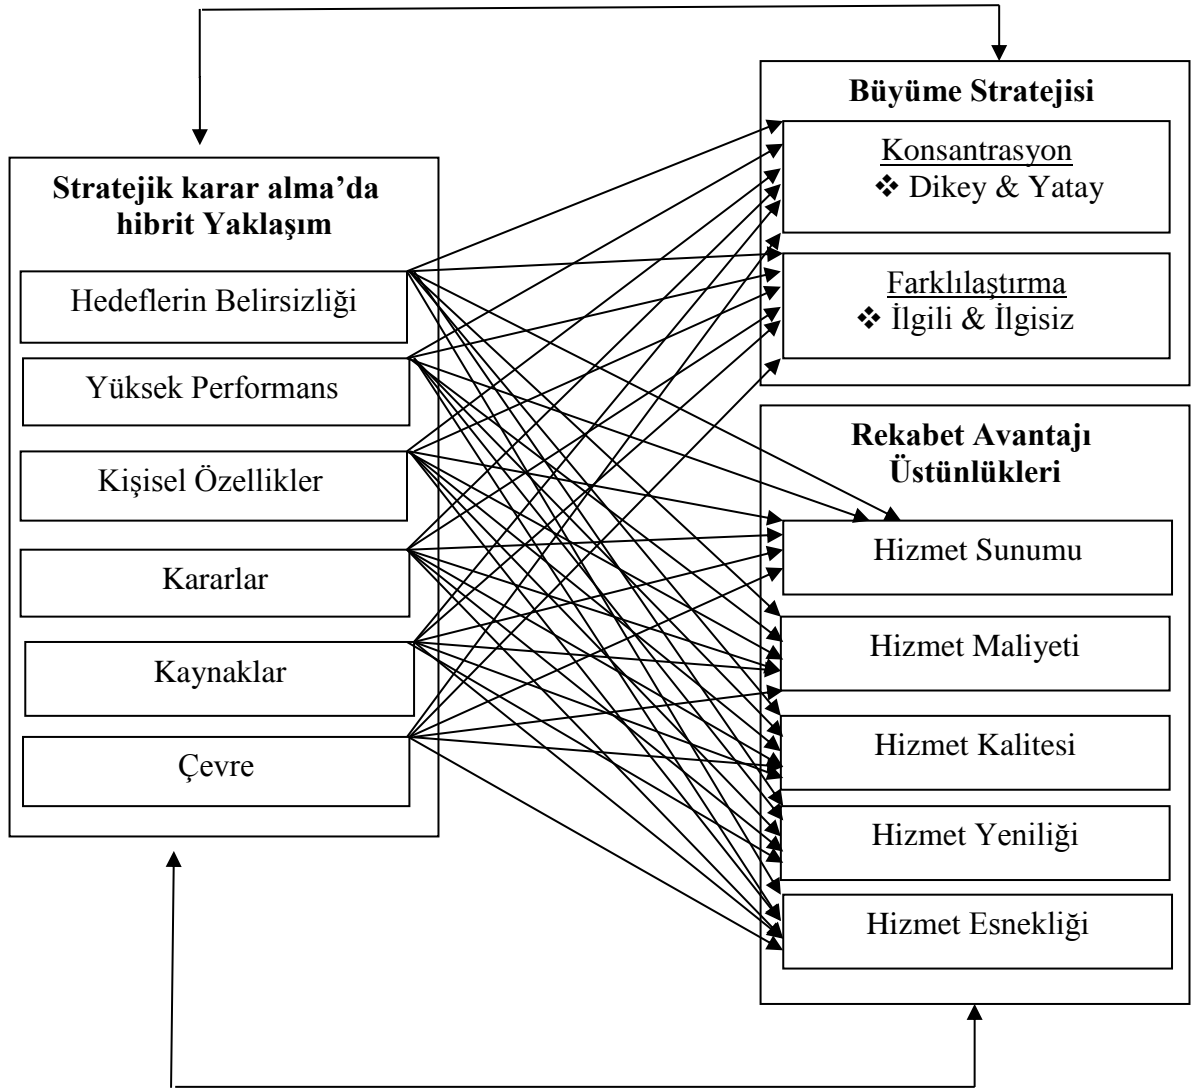 Stratejik karar alma’da
hibrit Yaklaşım
Hedeflerin Belirsizliği
Yüksek Performans
Kişisel Özellikler
Kararlar
Kaynaklar
Çevre
Büyüme Stratejisi
Konsantrasyon
❖ Dikey & Yatay
Farklılaştırma
❖ İlgili & İlgisiz
Rekabet Avantajı
Üstünlükleri
Hizmet Sunumu
Hizmet Maliyeti
Hizmet Kalitesi
Hizmet Yeniliği
Hizmet Esnekliği